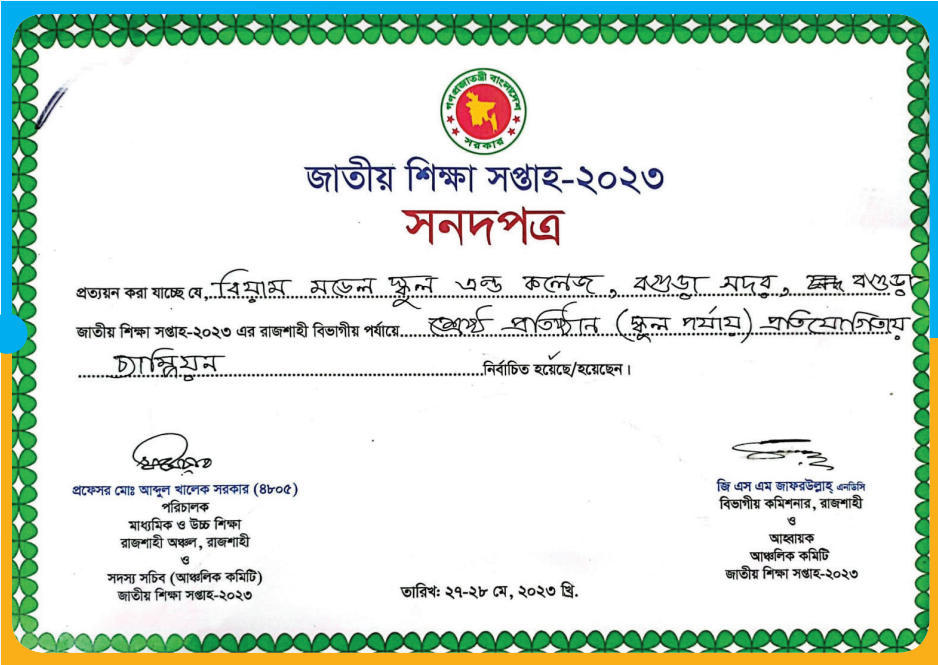 গণপ্রজাতন্ত্রী বাংলাদেশ
সরকার
জাতীয় শিক্ষা সপ্তাহ-২০২৩
সনদপত্র
প্রত্যয়ন করা যাচ্ছে যে, বিয়াম মডেল স্কুল এন্ড কলেজ, বগুড়া সদর, বগুড়া
জাতীয় শিক্ষা সপ্তাহ-২০২৩ এর রাজশাহী বিভাগীয় পর্যায়ে শ্রেষ্ঠ প্রতিষ্ঠান (স্কুল পর্যায়) প্রতিযোগিতায়
চ্যাম্পিয়ন নির্বাচিত হয়েছে/হয়েছেন।
প্রফেসর মোঃ আব্দুল খালেক সরকার (৪৮০৫)
পরিচালক
মাধ্যমিক ও উচ্চ শিক্ষা
রাজশাহী অঞ্চল, রাজশাহী
ও
সদস্য সচিব (আঞ্চলিক কমিটি)
জাতীয় শিক্ষা সপ্তাহ-২০২৩
তারিখঃ ২৭-২৮ মে, ২০২৩ খ্রি.
জি এস এম জাফরউল্লাহ্ এনডিসি
বিভাগীয় কমিশনার, রাজশাহী
ও
আহ্বায়ক
আঞ্চলিক কমিটি
জাতীয় শিক্ষা সপ্তাহ-২০২৩